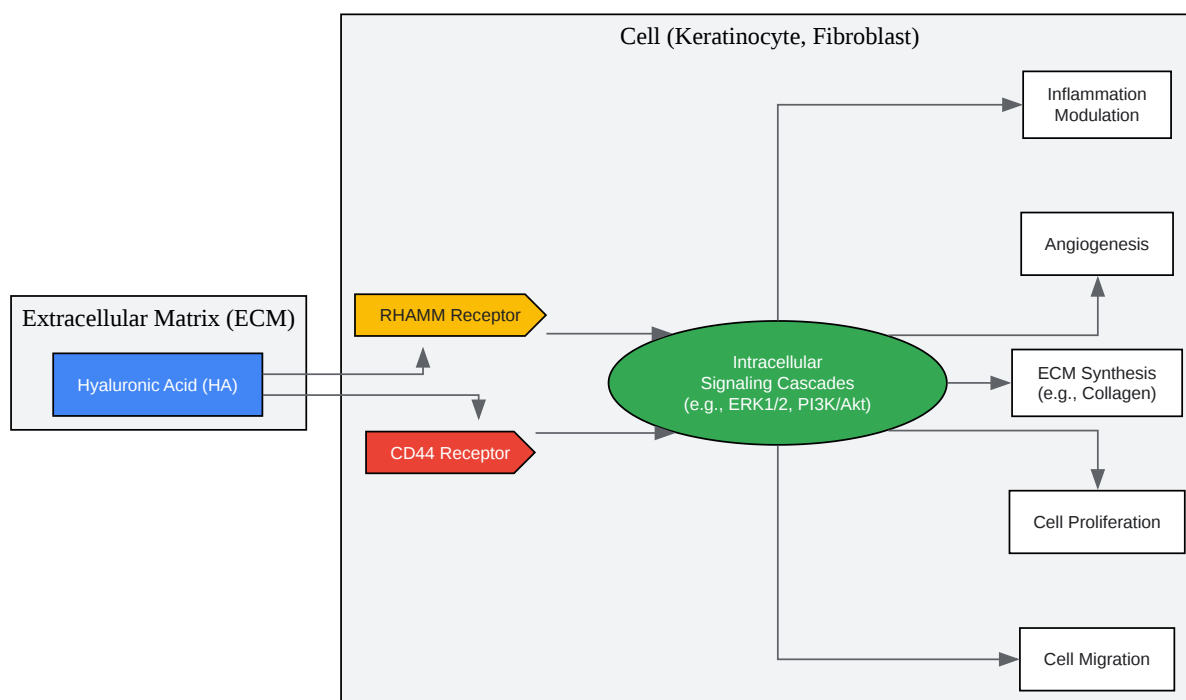 Cell (Keratinocyte, Fibroblast)
Inflammation
Modulation
Angiogenesis
Extracellular Matrix (ECM)
Hyaluronic Acid (HA)
RHAMM Receptor
CD44 Receptor
Intracellular
Signaling Cascades
(e.g., ERK1/2, PI3K/Akt)
ECM Synthesis
(e.g., Collagen)
Cell Proliferation
Cell Migration